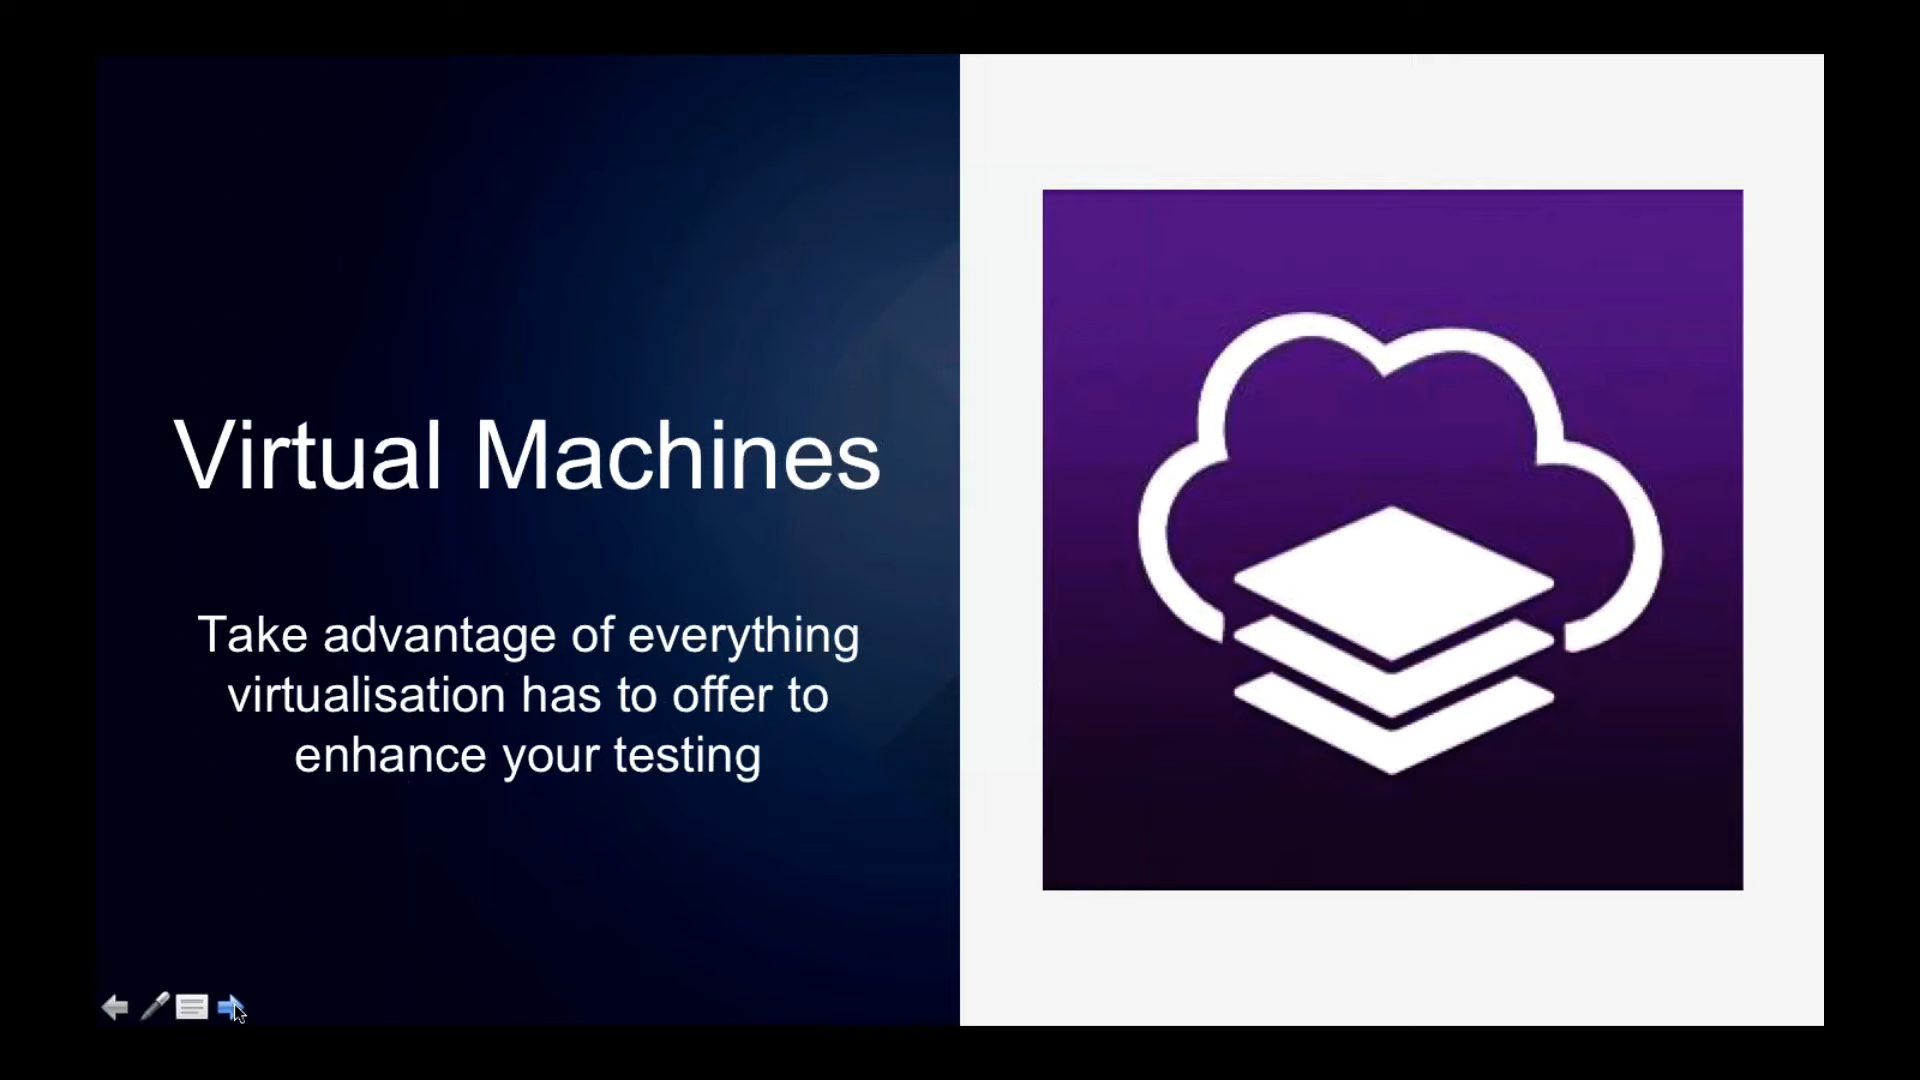 Virtual Machines
Take advantage of everything
virtualisation has to offer to
enhance your testing